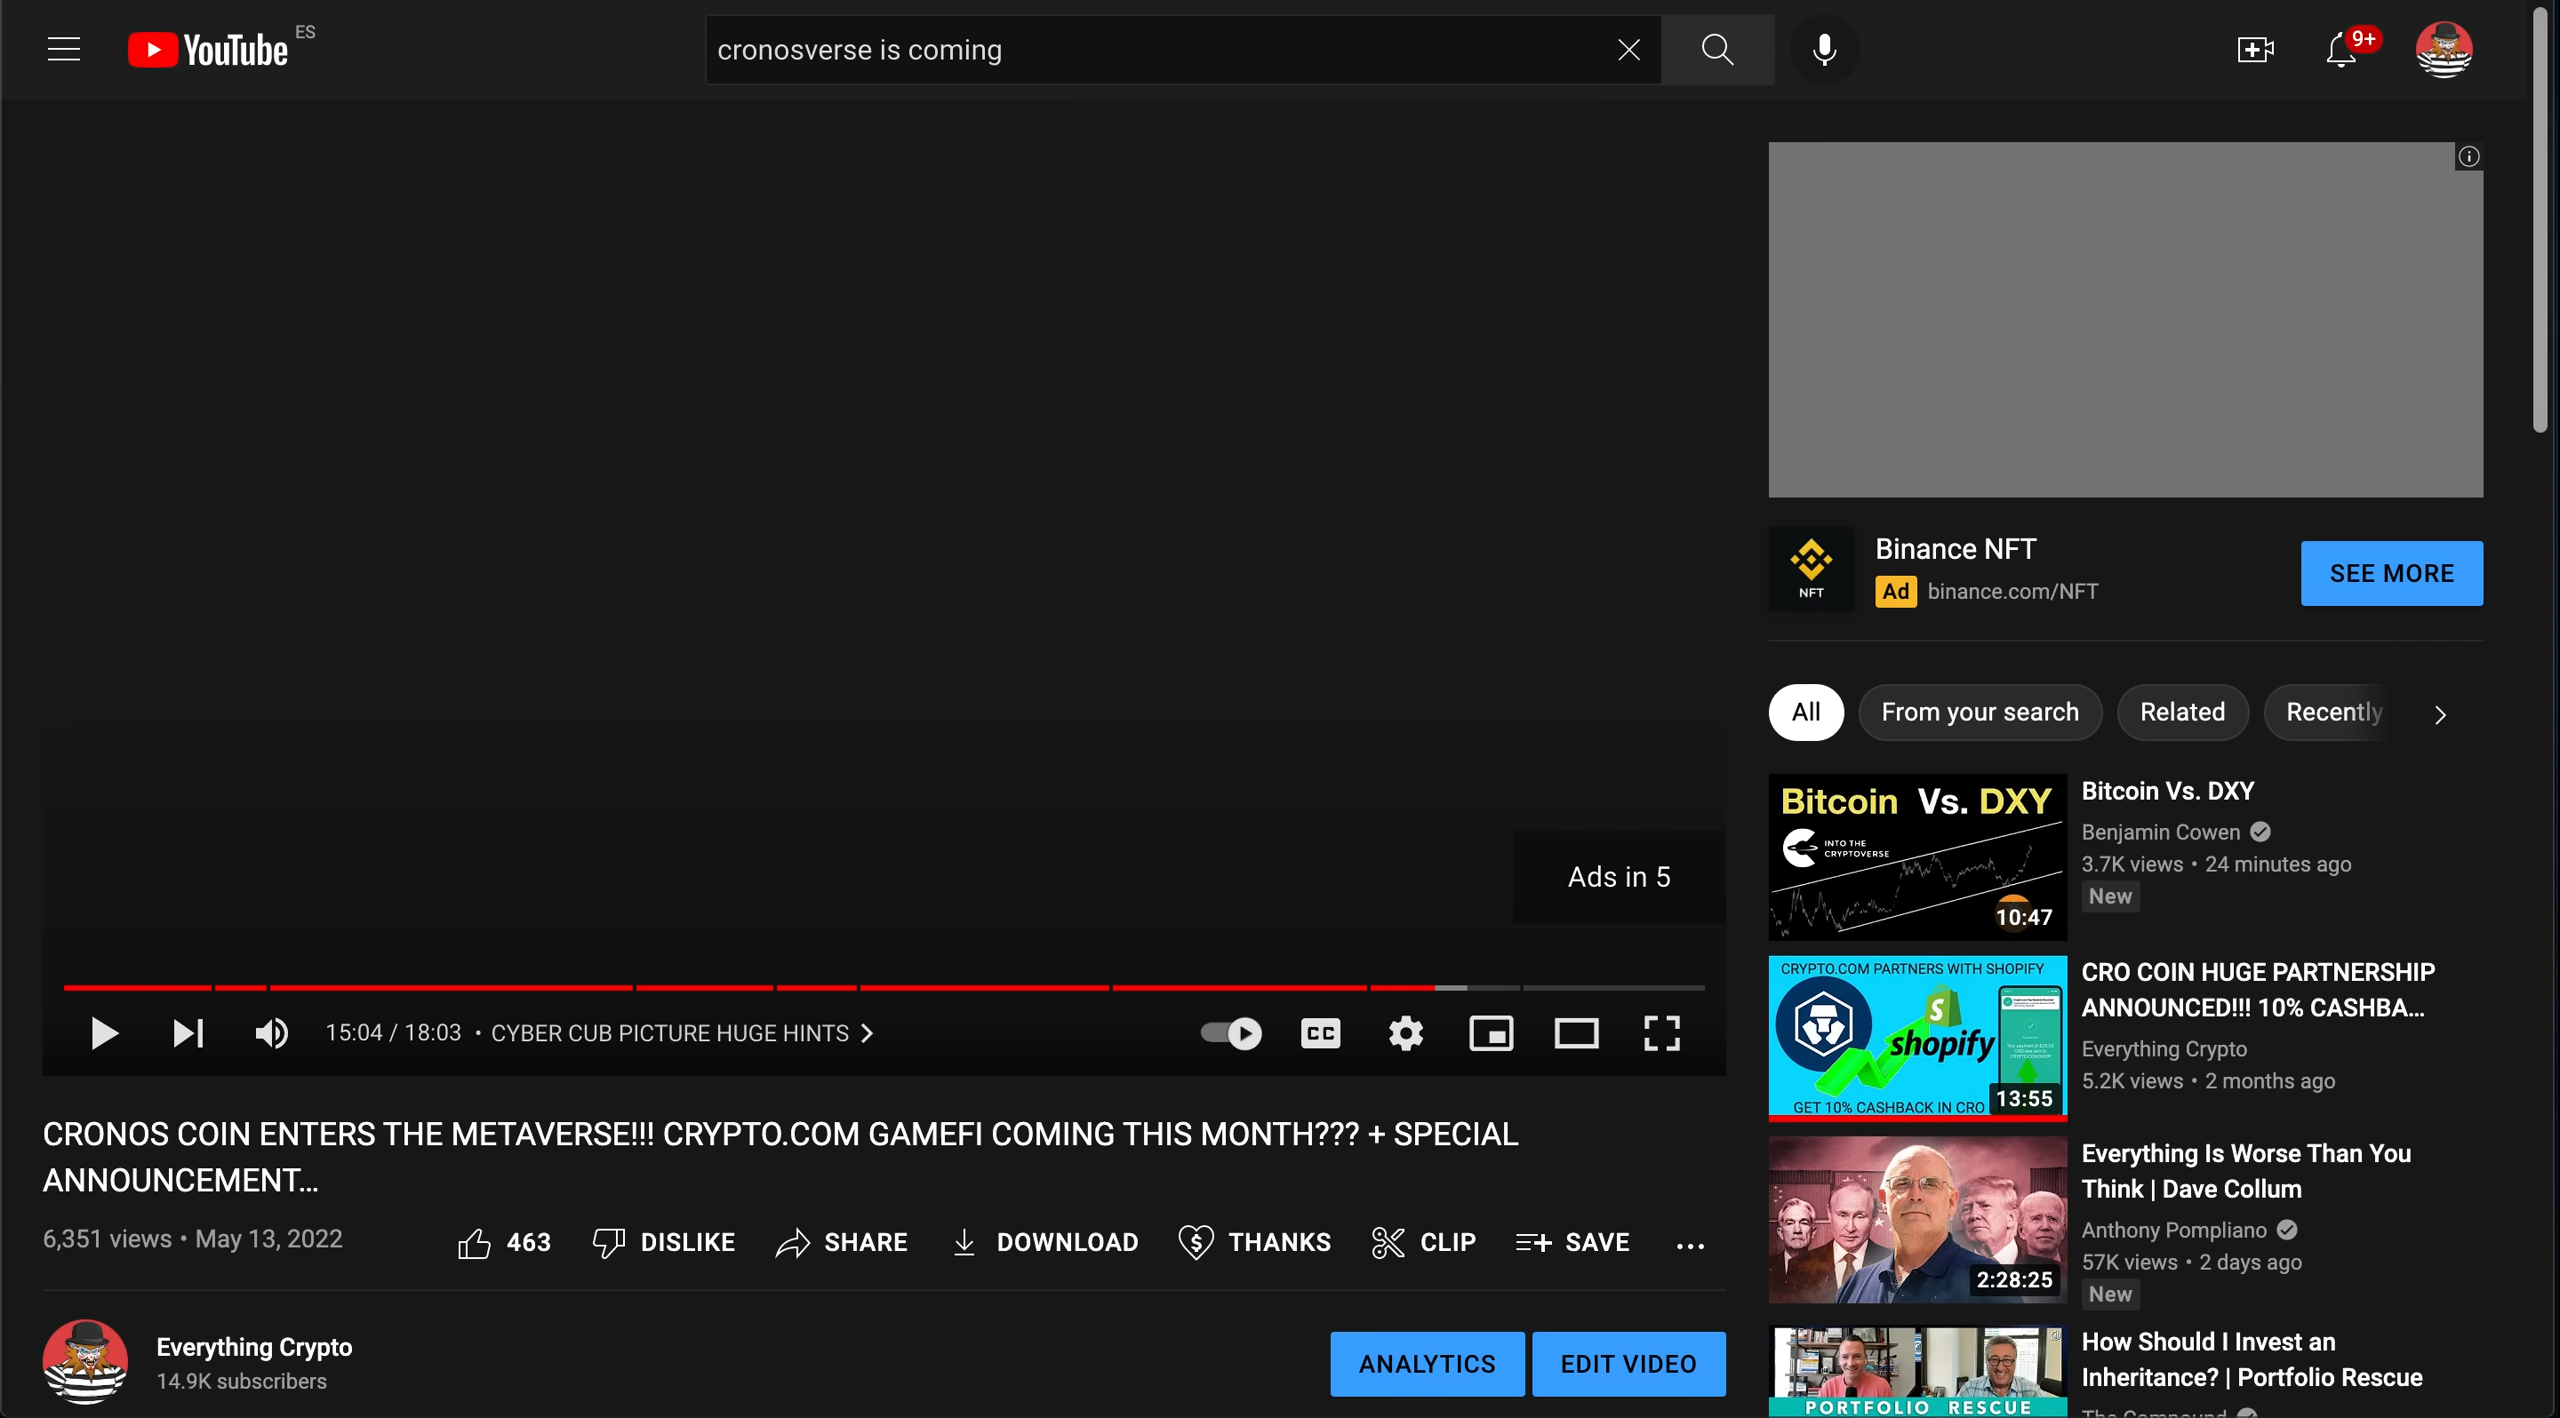 YouTube ES
cronosverse is coming
9+
Binance NFT
Ad binance.com/NFT
NFT
SEE MORE
All
From your search
Related
Recently
Ads in 5
15:04 / 18:03 • CYBER CUB PICTURE HUGE HINTS
CC
CRONOS COIN ENTERS THE METAVERSE!!! CRYPTO.COM GAMEFI COMING THIS MONTH??? + SPECIAL
ANNOUNCEMENT...
6,351 views • May 13, 2022
463
DISLIKE
SHARE
DOWNLOAD
THANKS
CLIP
SAVE
Everything Crypto
14.9K subscribers
ANALYTICS
EDIT VIDEO
Bitcoin Vs. DXY
INTO THE
CRYPTOVERSE
10:47
Bitcoin Vs. DXY
Benjamin Cowen
3.7K views • 24 minutes ago
New
CRYPTO.COM PARTNERS WITH SHOPIFY
shopify
GET 10% CASHBACK IN CRO
13:55
CRO COIN HUGE PARTNERSHIP
ANNOUNCED!!! 10% CASHBA...
Everything Crypto
5.2K views • 2 months ago
2:28:25
Everything Is Worse Than You
Think | Dave Collum
Anthony Pompliano
57K views • 2 days ago
New
PORTFOLIO RESCUE
How Should I Invest an
Inheritance? | Portfolio Rescue
The Compound